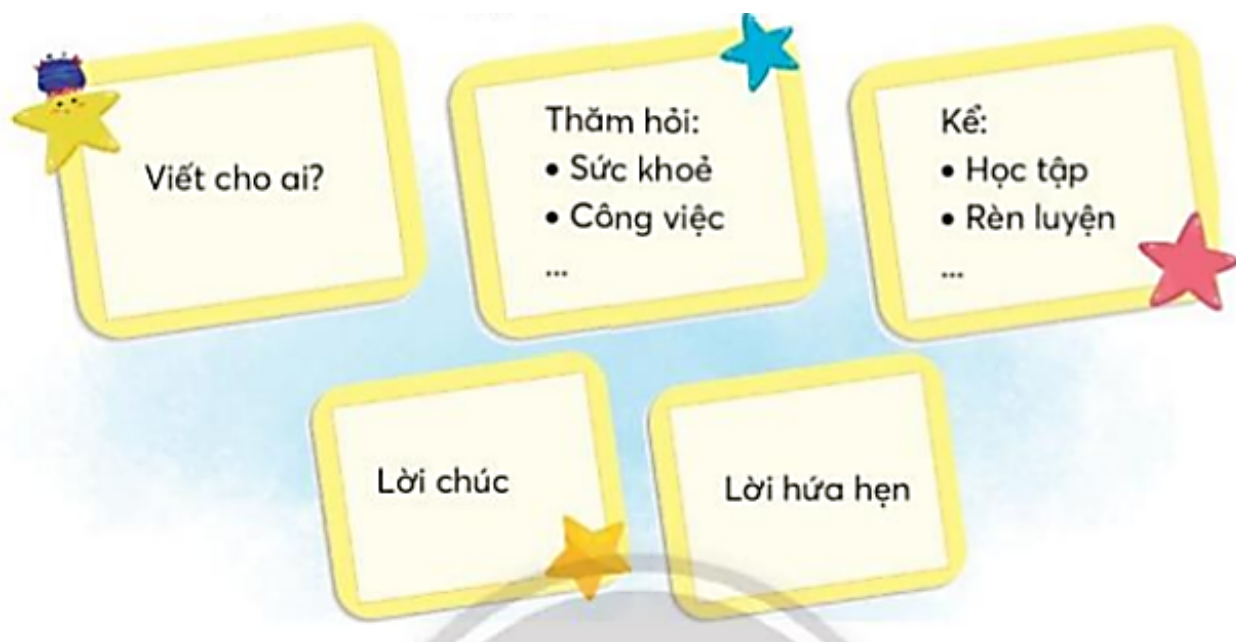 Viết cho ai?
Thăm hỏi:
• Sức khoẻ
• Công việc
...
Kể:
• Học tập
• Rèn luyện
...
Lời chúc
Lời hứa hẹn